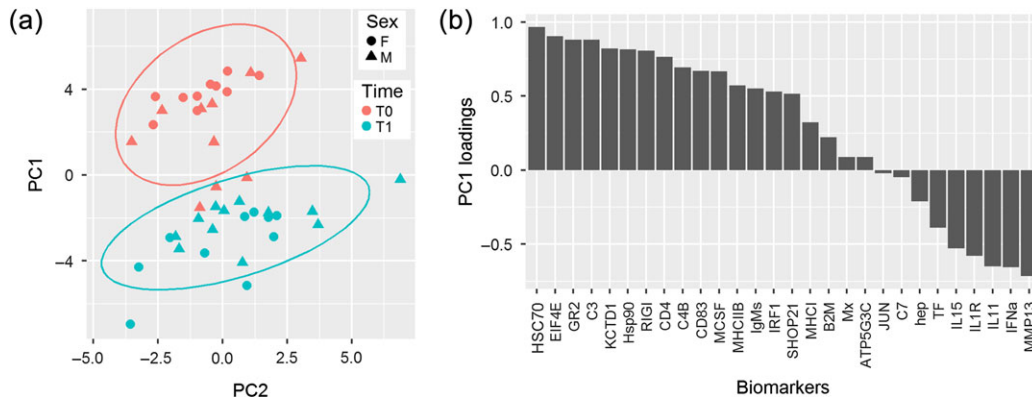 (a)
Sex
F
M
Time
T0
T1
PC1
4
0
−4
−5.0
−2.5
0.0
2.5
5.0
PC2
(b)
PC1 loadings
1.0
0.5
0.0
−0.5
HSC70
EIF4E
GR2
C3
KCTD1
Hsp90
RIGI
CD4
C4B
CD83
MCSF
MHCIIB
IgMs
IRF1
SHOP21
MHCI
B2M
Mx
ATP5G3C
JUN
C7
hep
TF
IL15
IL1R
IL11
IFNa
MMP13
Biomarkers